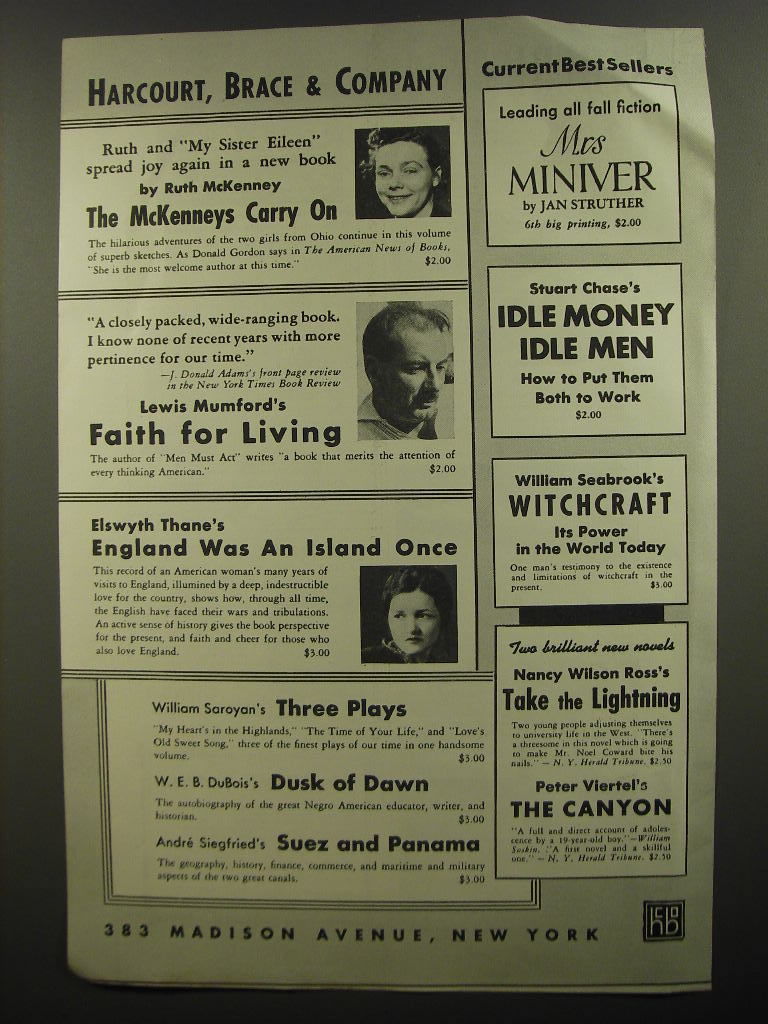 HARCOURT, BRACE & COMPANY
Ruth and "My Sister Eileen"
spread joy again in a new book
by Ruth McKenney
The McKenneys Carry On
The hilarious adventures of the two girls from Ohio continue in this volume
of superb sketches. As Donald Gordon says in The American News of Books,
"She is the most welcome author at this time." $2.00
"A closely packed, wide-ranging book.
I know none of recent years with more
pertinence for our time."
—J. Donald Adams's front page review
in the New York Times Book Review
Lewis Mumford's
Faith for Living
The author of "Men Must Act" writes "a book that merits the attention of
every thinking American." $2.00
Elswyth Thane's
England Was An Island Once
This record of an American woman's many years of
visits to England, illumined by a deep, indestructible
love for the country, shows how, through all time,
the English have faced their wars and tribulations.
An active sense of history gives the book perspective
for the present, and faith and cheer for those who
also love England. $3.00
William Saroyan's Three Plays
"My Heart's in the Highlands," "The Time of Your Life," and "Love's
Old Sweet Song," three of the finest plays of our time in one handsome
volume. $3.00
W. E. B. DuBois's Dusk of Dawn
The autobiography of the great Negro American educator, writer, and
historian. $3.00
André Siegfried's Suez and Panama
The geography, history, finance, commerce, and maritime and military
aspects of the two great canals. $3.00
Current Best Sellers
Leading all fall fiction
Mrs
MINIVER
by JAN STRUTHER
6th big printing, $2.00
Stuart Chase's
IDLE MONEY
IDLE MEN
How to Put Them
Both to Work
$2.00
William Seabrook's
WITCHCRAFT
Its Power
in the World Today
One man's testimony to the existence
and limitations of witchcraft in the
present. $3.00
Two brilliant new novels
Nancy Wilson Ross's
Take the Lightning
Two young people adjusting themselves
to university life in the West. "There's
a threesome in this novel which is going
to make Mr. Noel Coward bite his
nails." — N. Y. Herald Tribune. $2.50
Peter Viertel's
THE CANYON
"A full and direct account of adoles-
cence by a 19-year-old boy."—William
Soskin. "A first novel and a skillful
one." — N. Y. Herald Tribune. $2.50
383 MADISON AVENUE, NEW YORK